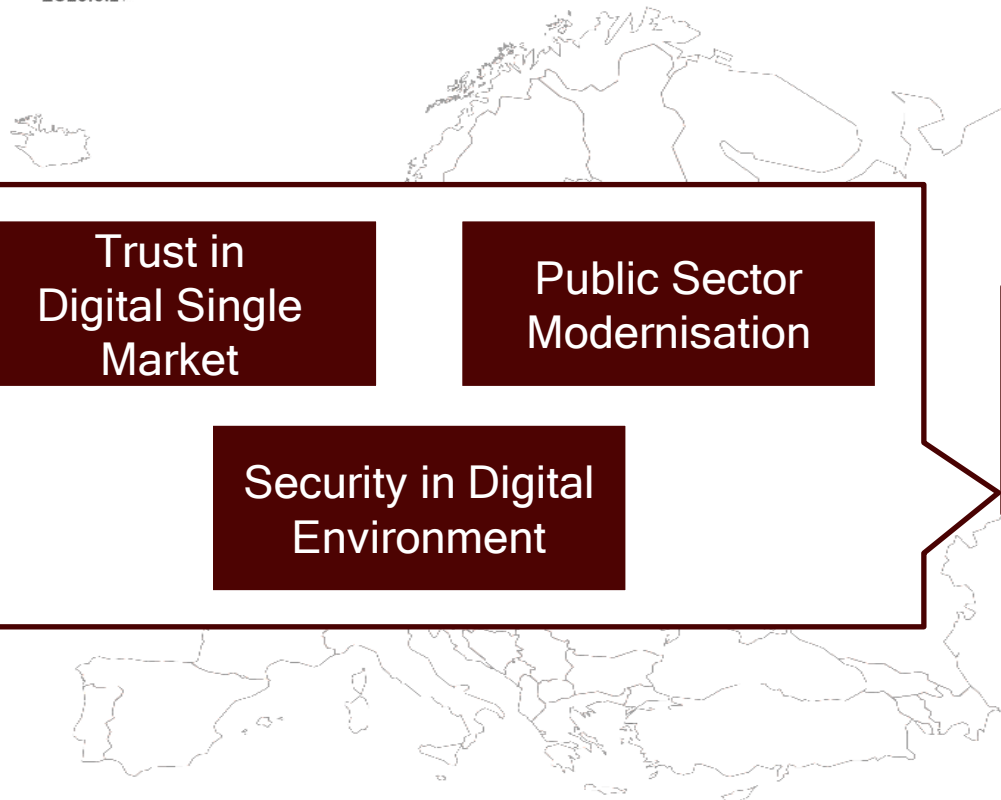 Trust in
Digital Single
Market
Public Sector
Modernisation
Security in Digital
Environment